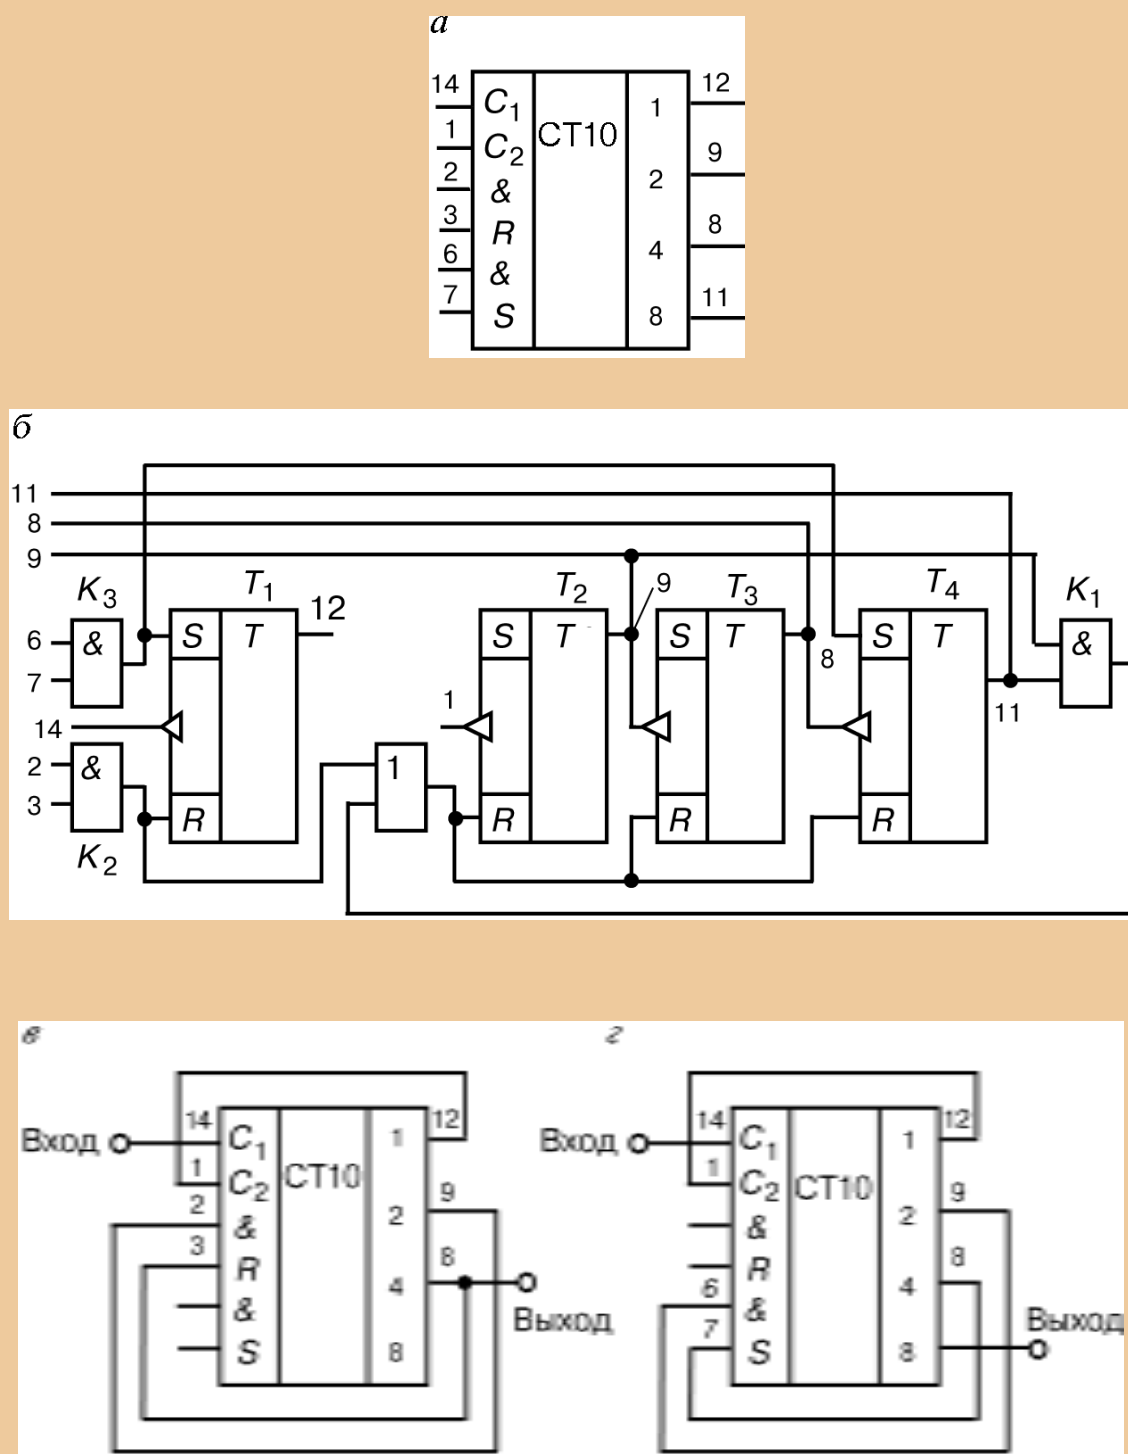 а
14 C1 СТ10 1 12
1 C2 2 9
2 &
3 R 4 8
6 &
7 S 8 11
б
11
8
9
K3 T1 12 T2 9 T3 T4 K1
6 & S T S T S T S T &
7 8
14 1 11
2 & 1
3 R R R R
K2
в
Вход 14 C1 СТ10 1 12
1 C2
2 & 2 9
3 R 4 8
& Выход
S 8
г
Вход 14 C1 СТ10 1 12
1 C2
& 2 9
R 4 8
6 &
7 S 8 Выход